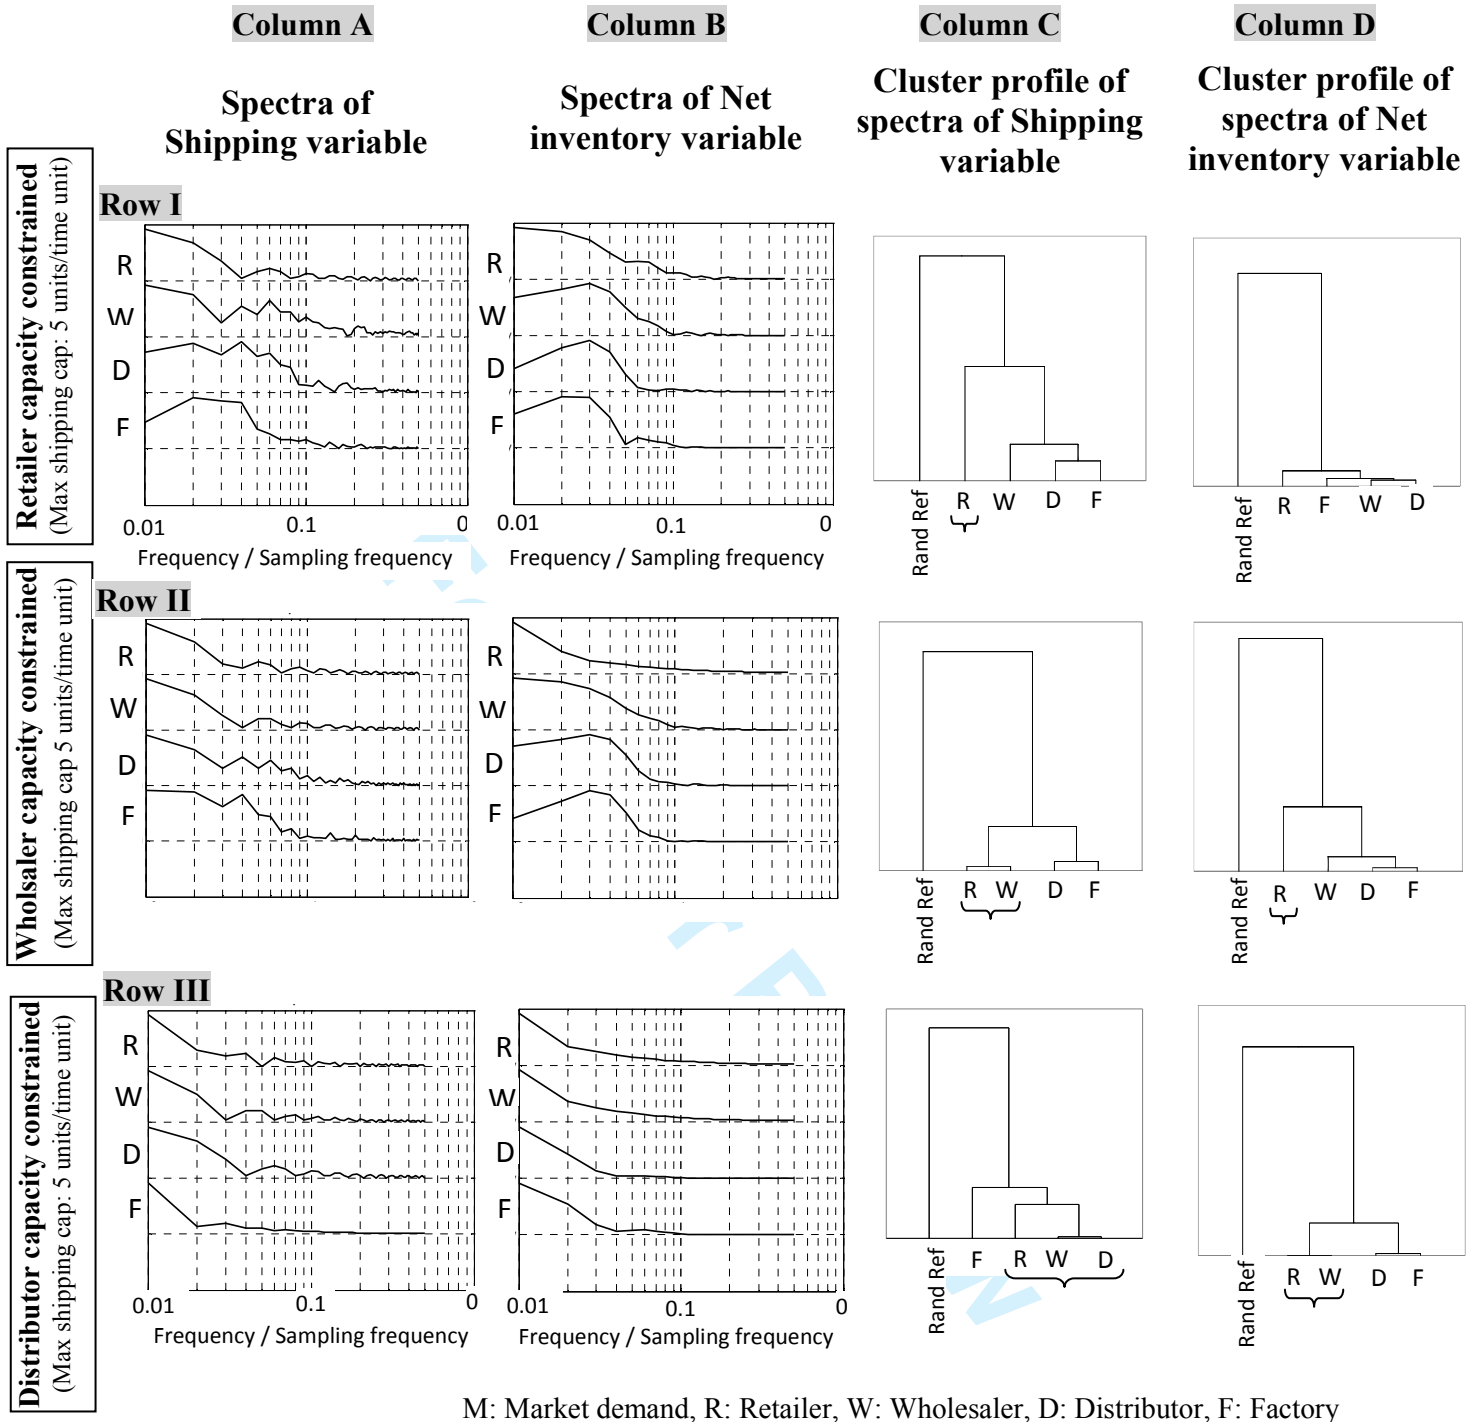 Column A
Column B
Column C
Column D
Spectra of
Shipping variable
Spectra of Net
inventory variable
Cluster profile of
spectra of Shipping
variable
Cluster profile of
spectra of Net
inventory variable
Retailer capacity constrained
(Max shipping cap: 5 units/time unit)
Row I
R
W
D
F
0.01
0.1
0
Frequency / Sampling frequency
R
W
D
F
0.01
0.1
0
Frequency / Sampling frequency
Rand Ref
R
W
D
F
Rand Ref
R
F
W
D
Wholsaler capacity constrained
(Max shipping cap 5 units/time unit)
Row II
R
W
D
F
R
W
D
F
Rand Ref
R
W
D
F
Rand Ref
R
W
D
F
Distributor capacity constrained
(Max shipping cap: 5 units/time unit)
Row III
R
W
D
F
0.01
0.1
0
Frequency / Sampling frequency
R
W
D
F
0.01
0.1
0
Frequency / Sampling frequency
Rand Ref
F
R
W
D
Rand Ref
R
W
D
F
M: Market demand, R: Retailer, W: Wholesaler, D: Distributor, F: Factory